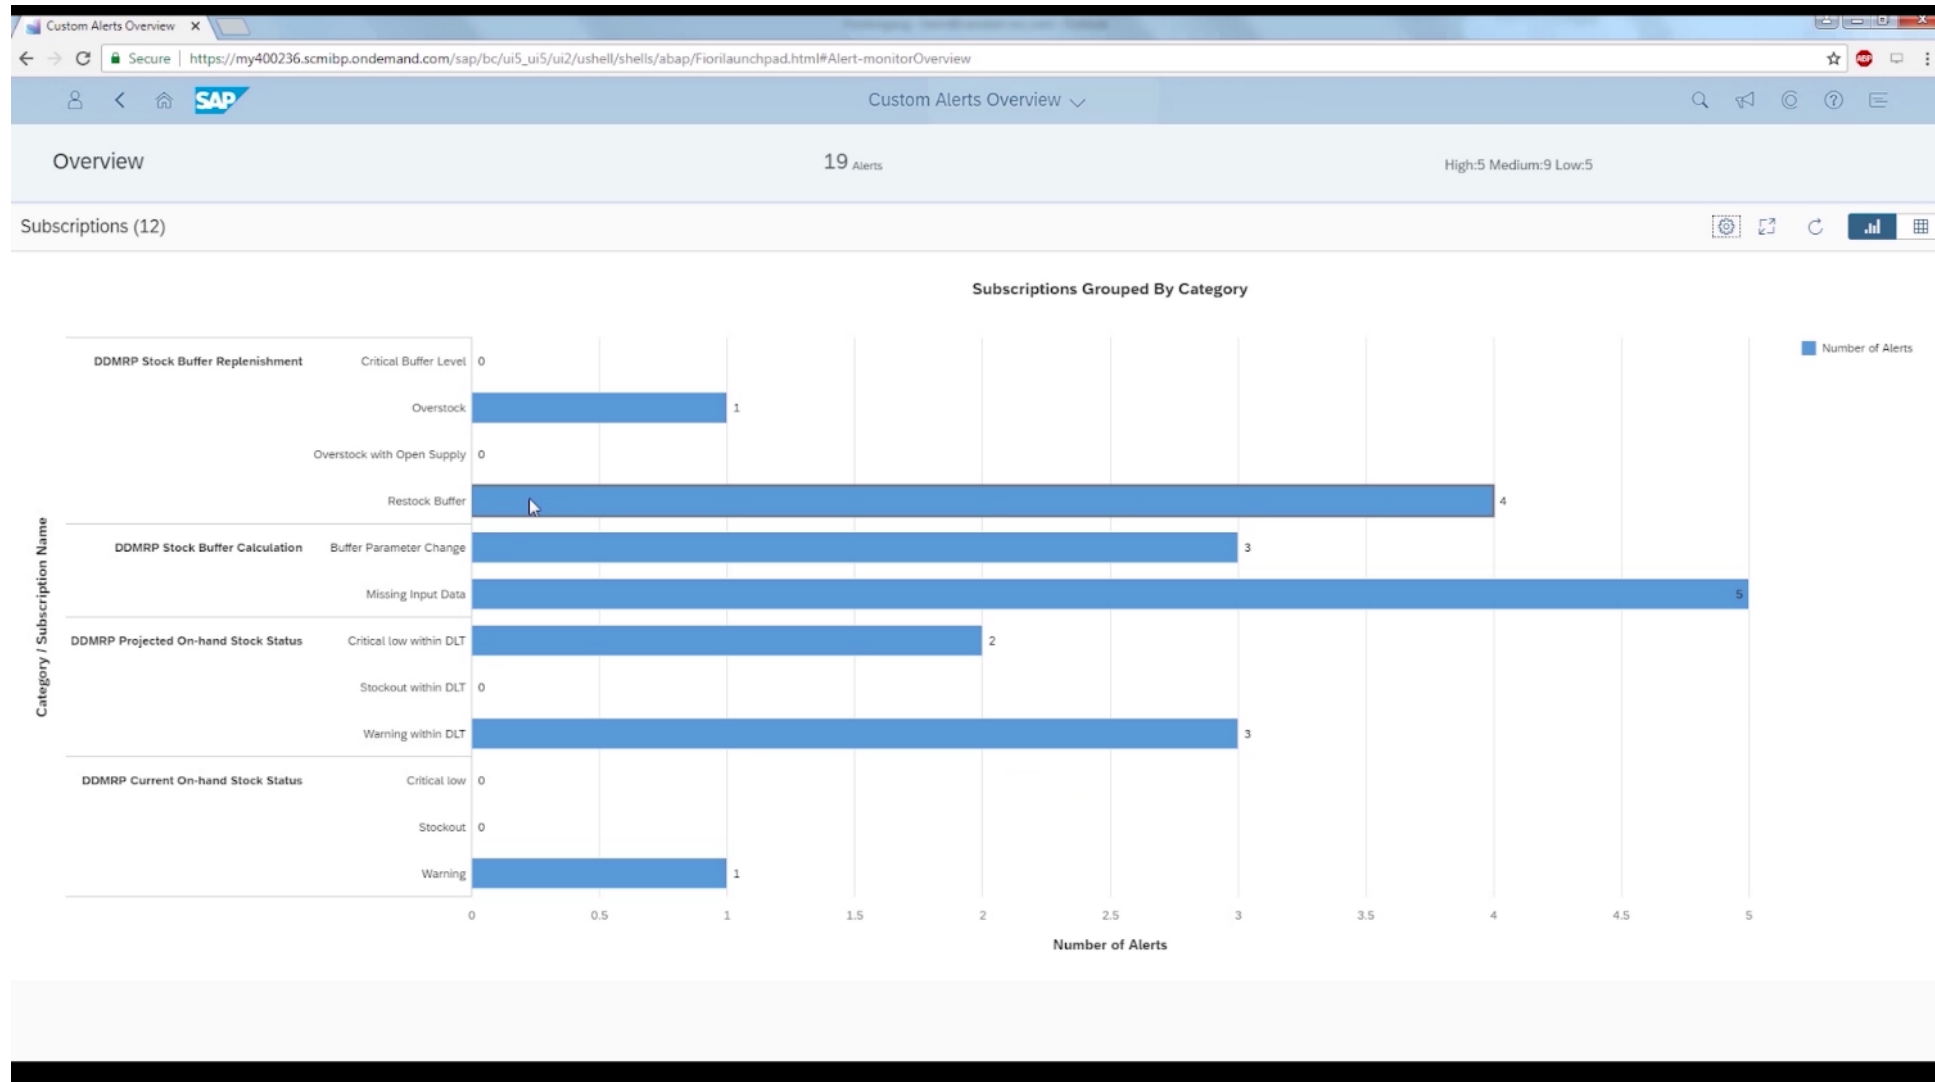 Custom Alerts Overview
Secure https://my400236.scmibp.ondemand.com/sap/bc/ui5_ui5/ui2/ushell/shells/abap/Fiorilaunchpad.html#Alert-monitorOverview
ABP
SAP
Custom Alerts Overview
Overview
19 Alerts
High:5 Medium:9 Low:5
Subscriptions (12)
Subscriptions Grouped By Category
Number of Alerts
Category / Subscription Name
DDMRP Stock Buffer Replenishment Critical Buffer Level 0
Overstock 1
Overstock with Open Supply 0
Restock Buffer 4
DDMRP Stock Buffer Calculation Buffer Parameter Change 3
Missing Input Data 5
DDMRP Projected On-hand Stock Status Critical low within DLT 2
Stockout within DLT 0
Warning within DLT 3
DDMRP Current On-hand Stock Status Critical low 0
Stockout 0
Warning 1
0 0.5 1 1.5 2 2.5 3 3.5 4 4.5 5
Number of Alerts